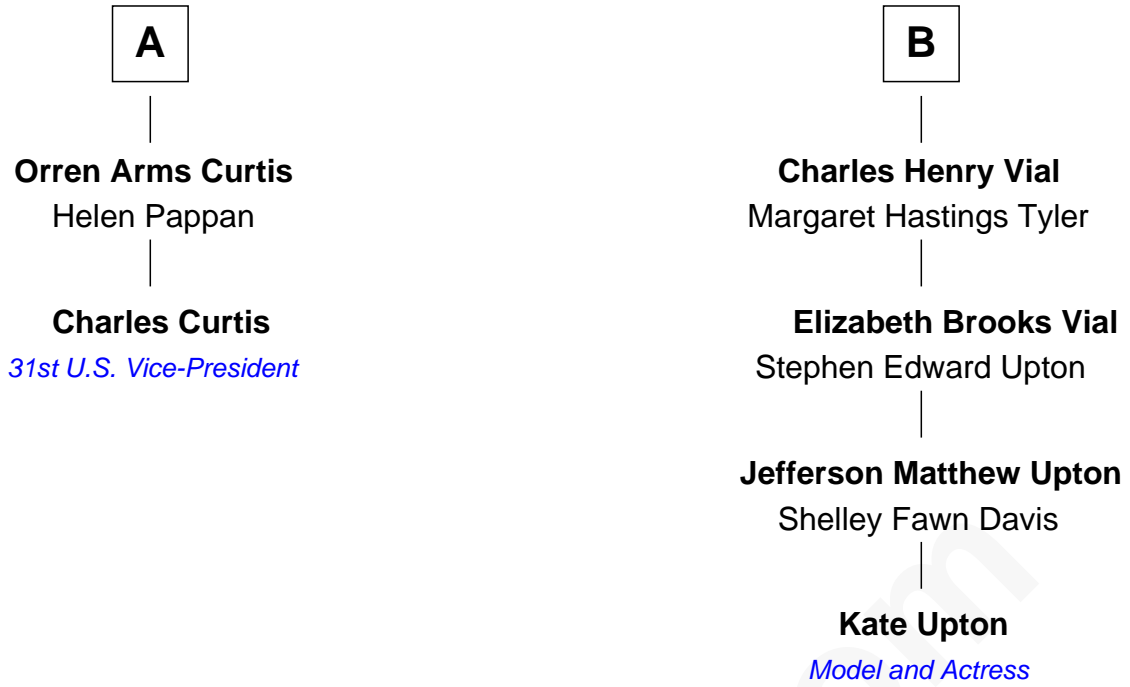 A
Orren Arms Curtis
Helen Pappan
Charles Curtis
31st U.S. Vice-President
B
Charles Henry Vial
Margaret Hastings Tyler
Elizabeth Brooks Vial
Stephen Edward Upton
Jefferson Matthew Upton
Shelley Fawn Davis
Kate Upton
Model and Actress